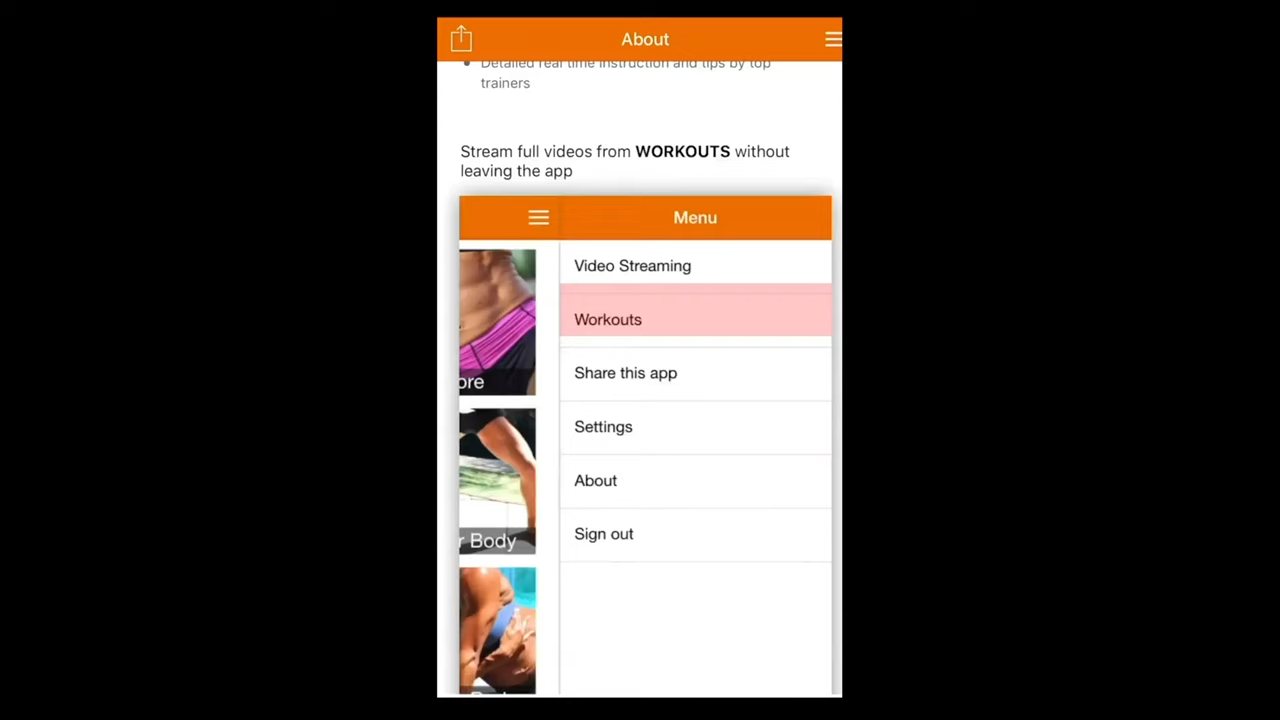 About
Detailed real time instruction and tips by top
trainers
Stream full videos from WORKOUTS without
leaving the app
Menu
Video Streaming
Workouts
Share this app
Settings
About
Sign out
ore
r Body